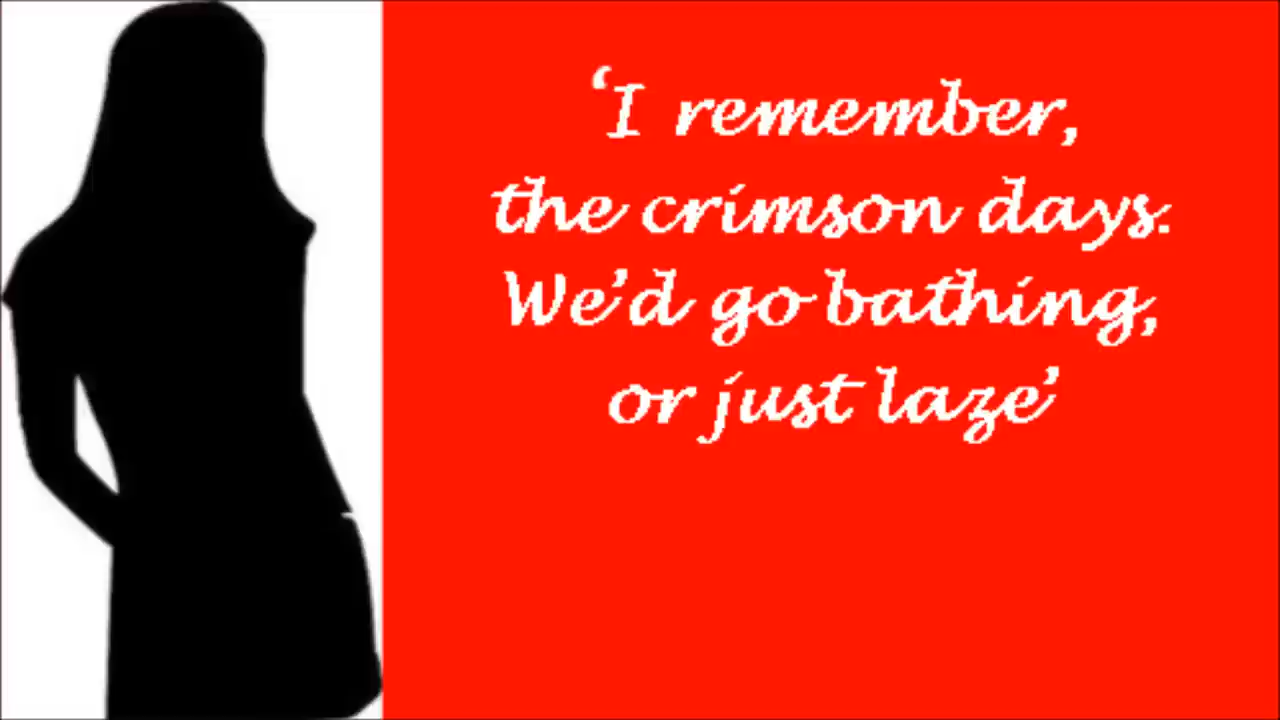 ‘I remember,
the crimson days.
We’d go bathing,
or just laze’